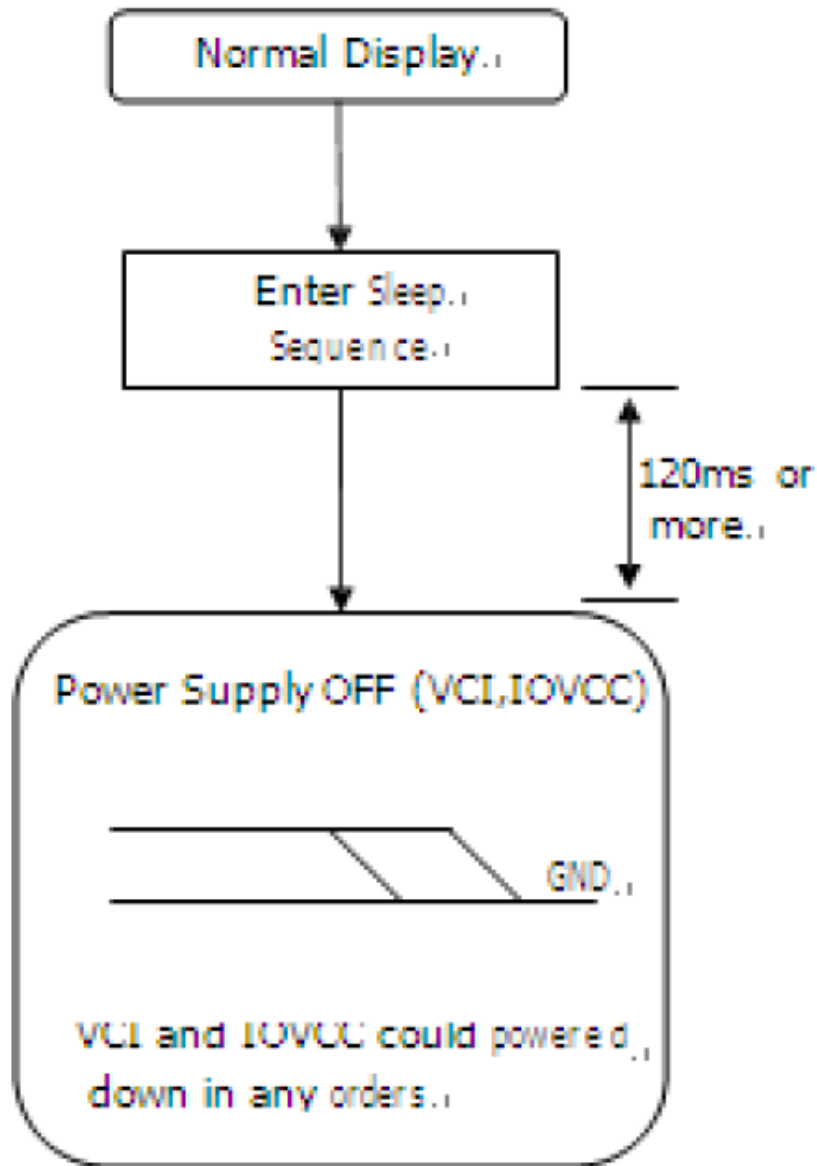 Normal Display.
Enter Sleep.
Sequence.
120ms or
more.
Power Supply OFF (VCI,IOVCC)
GND.
VCI and IOVCC could powered
down in any orders.